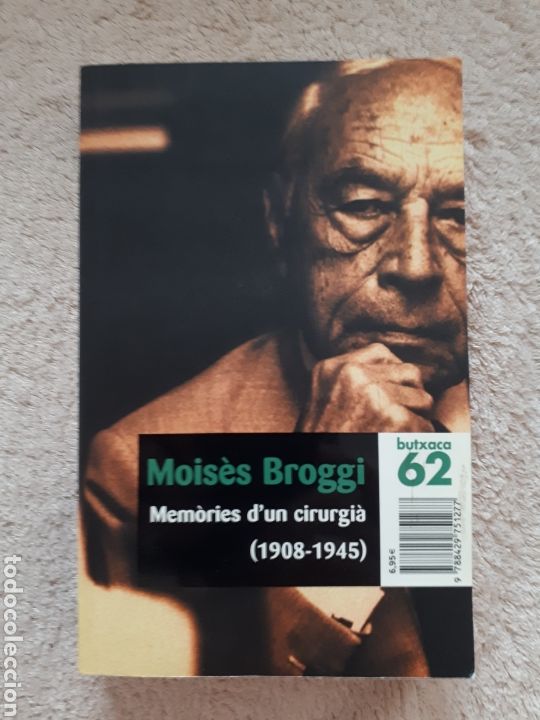 Moisès Broggi
Memòries d'un cirurgià
(1908-1945)
butxaca
62
6,95 €
9 788429 751277
todocoleccion